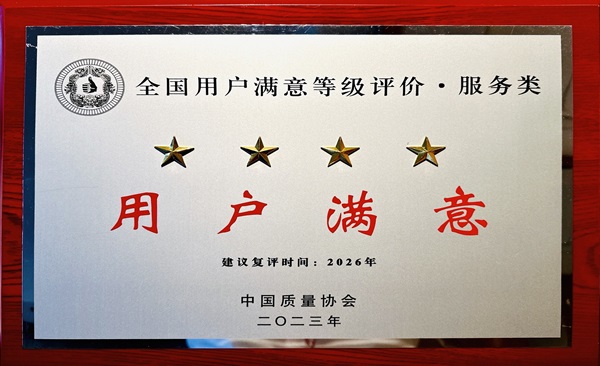 全国用户满意等级评价·服务类
用户满意
建议复评时间：2026年
中国质量协会
二〇二三年